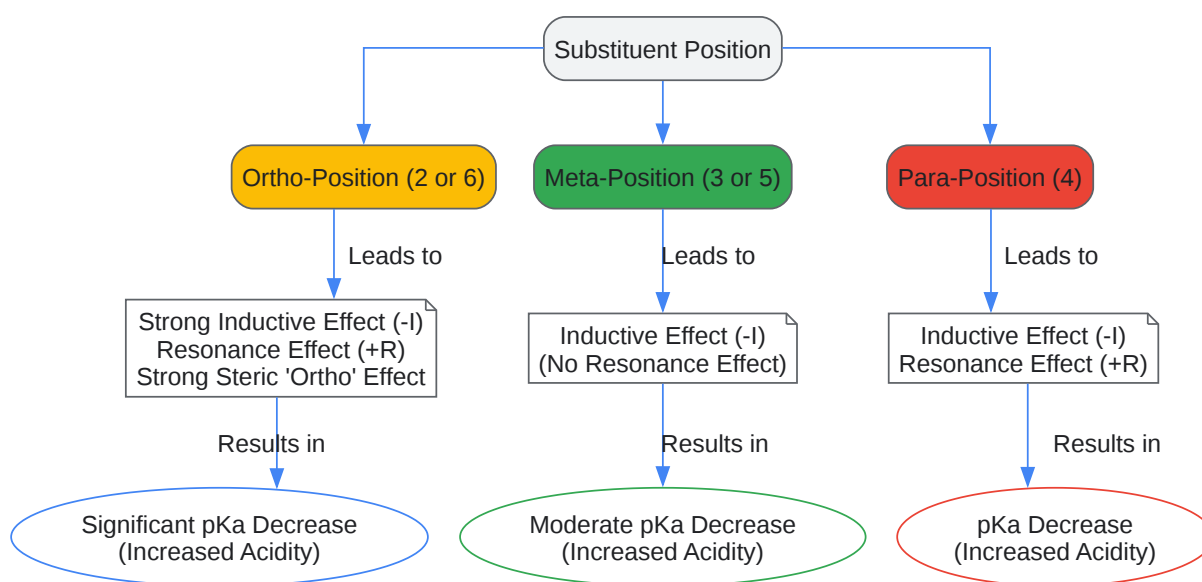 Substituent Position
Ortho-Position (2 or 6)
Meta-Position (3 or 5)
Para-Position (4)
Leads to
Leads to
Leads to
Strong Inductive Effect (-I)
Resonance Effect (+R)
Strong Steric 'Ortho' Effect
Inductive Effect (-I)
(No Resonance Effect)
Inductive Effect (-I)
Resonance Effect (+R)
Results in
Results in
Results in
Significant pKa Decrease
(Increased Acidity)
Moderate pKa Decrease
(Increased Acidity)
pKa Decrease
(Increased Acidity)